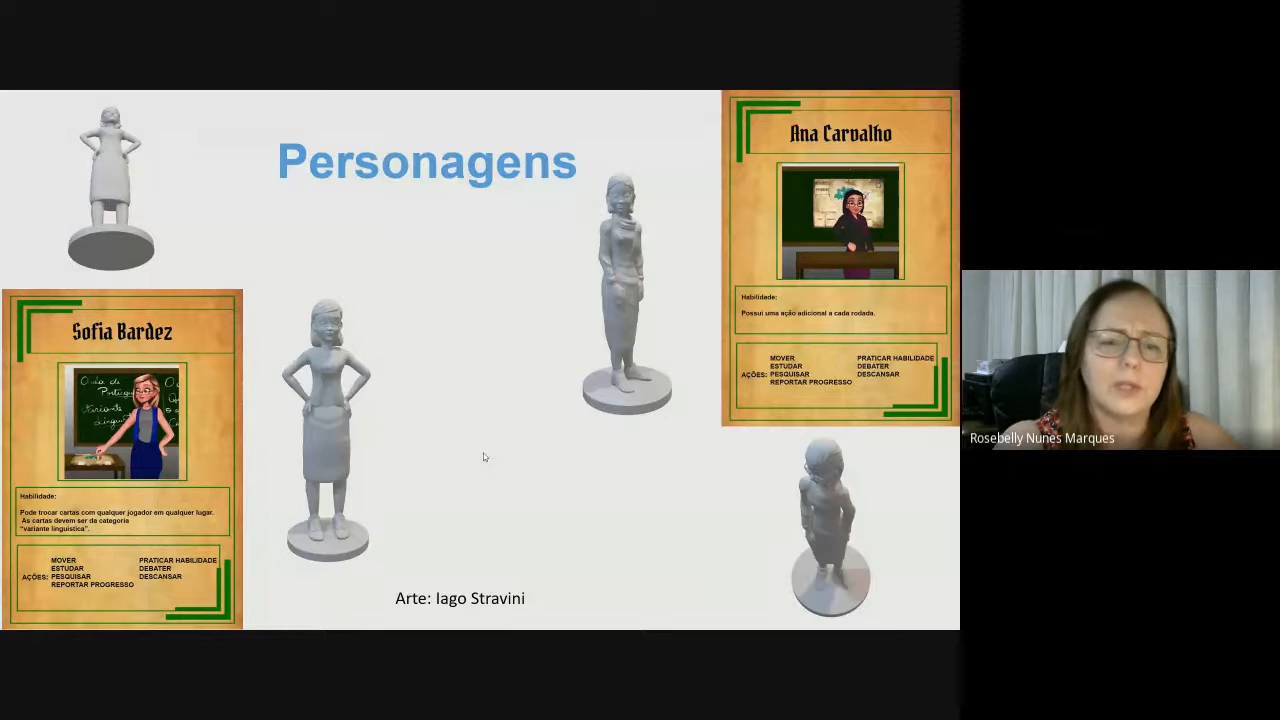 Personagens
Ana Carvalho
Habilidade:
Possui uma ação adicional a cada rodada.
AÇÕES:
MOVER
ESTUDAR
PESQUISAR
REPORTAR PROGRESSO
PRATICAR HABILIDADE
DEBATER
DESCANSAR
Sofia Bardez
Guia de
Variante
Habilidade:
Pode trocar cartas com qualquer jogador em qualquer lugar.
As cartas devem ser da categoria
"variante linguística".
AÇÕES:
MOVER
ESTUDAR
PESQUISAR
REPORTAR PROGRESSO
PRATICAR HABILIDADE
DEBATER
DESCANSAR
Arte: Iago Stravini
Rosebelly Nunes Marques